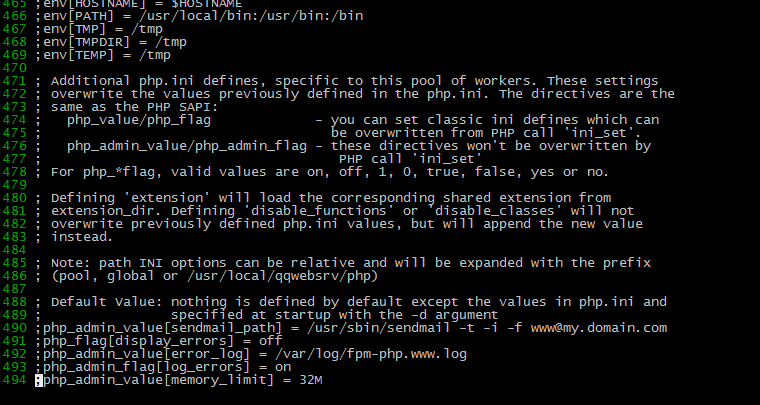 465 ;env[HOSTNAME] = $HOSTNAME
466 ;env[PATH] = /usr/local/bin:/usr/bin:/bin
467 ;env[TMP] = /tmp
468 ;env[TMPDIR] = /tmp
469 ;env[TEMP] = /tmp
470
471 ; Additional php.ini defines, specific to this pool of workers. These settings
472 ; overwrite the values previously defined in the php.ini. The directives are the
473 ; same as the PHP SAPI:
474 ;   php_value/php_flag             - you can set classic ini defines which can
475 ;                                    be overwritten from PHP call 'ini_set'.
476 ;   php_admin_value/php_admin_flag - these directives won't be overwritten by
477 ;                                     PHP call 'ini_set'
478 ; For php_*flag, valid values are on, off, 1, 0, true, false, yes or no.
479
480 ; Defining 'extension' will load the corresponding shared extension from
481 ; extension_dir. Defining 'disable_functions' or 'disable_classes' will not
482 ; overwrite previously defined php.ini values, but will append the new value
483 ; instead.
484
485 ; Note: path INI options can be relative and will be expanded with the prefix
486 ; (pool, global or /usr/local/qqwebsrv/php)
487
488 ; Default Value: nothing is defined by default except the values in php.ini and
489 ;                specified at startup with the -d argument
490 ;php_admin_value[sendmail_path] = /usr/sbin/sendmail -t -i -f www@my.domain.com
491 ;php_flag[display_errors] = off
492 ;php_admin_value[error_log] = /var/log/fpm-php.www.log
493 ;php_admin_flag[log_errors] = on
494 ;php_admin_value[memory_limit] = 32M